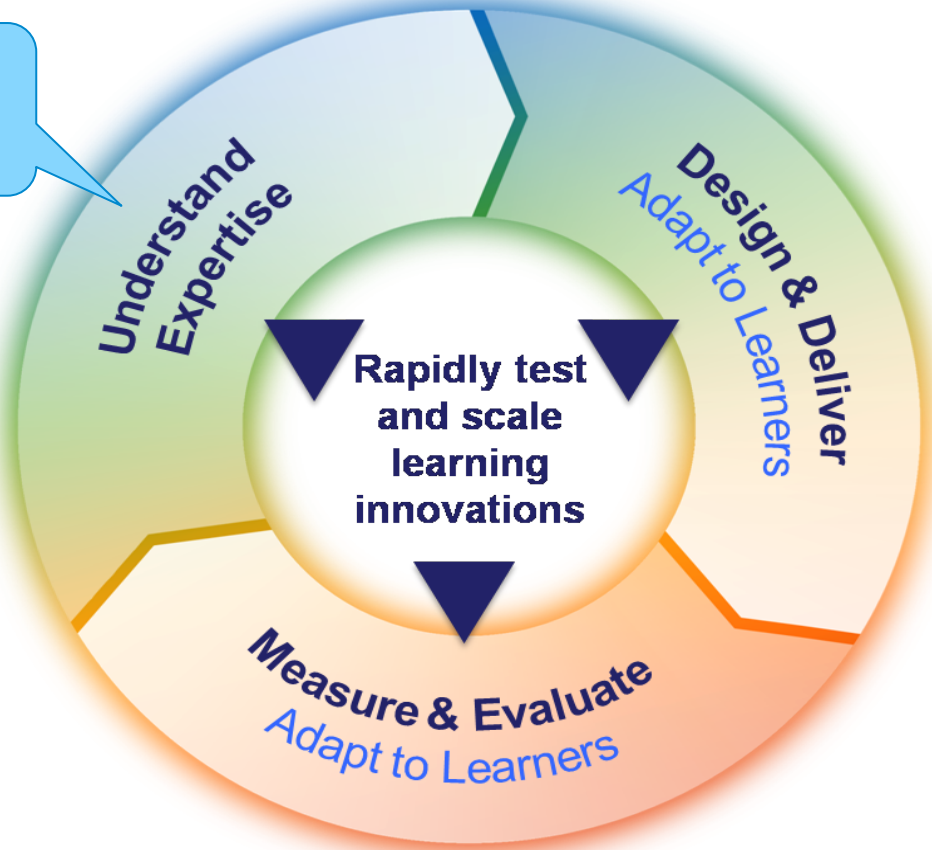 Understand
Expertise
Design & Deliver
Adapt to Learners
Rapidly test
and scale
learning
innovations
Measure & Evaluate
Adapt to Learners